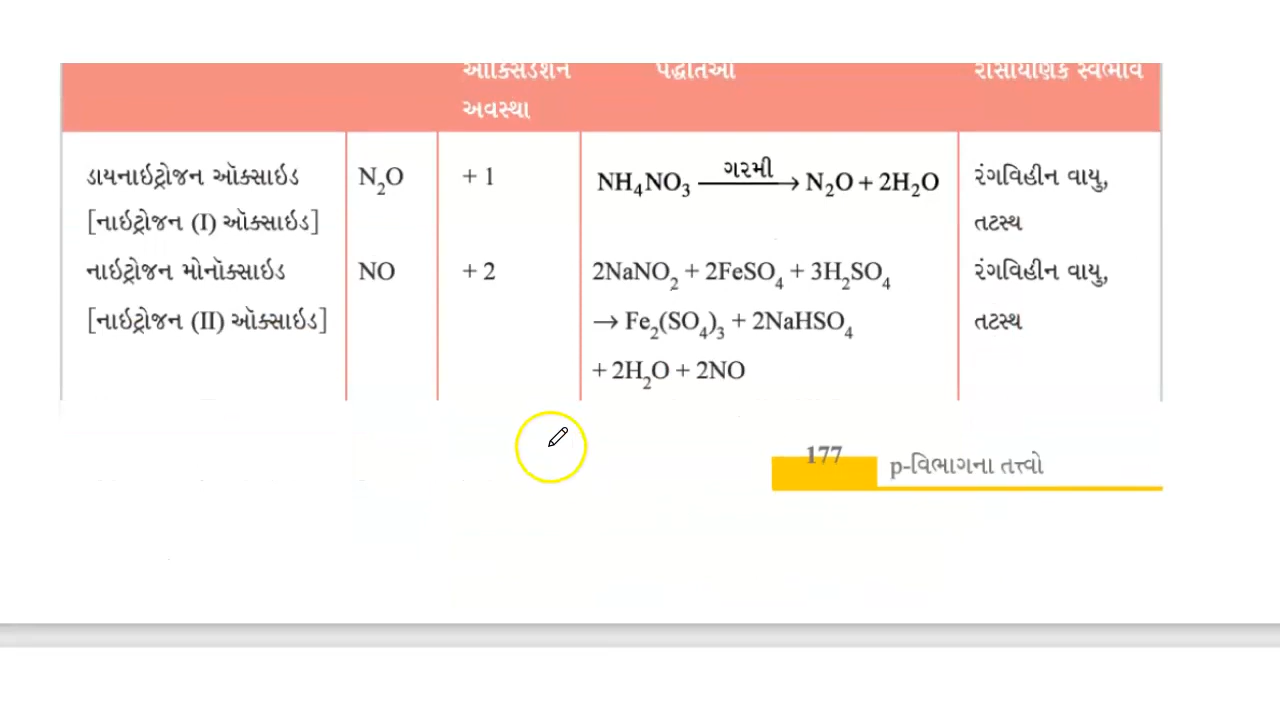 ઑક્સિડેશન પદ્ધતિઓ રાસાયણિક સ્વભાવ
અવસ્થા
ડાયનાઇટ્રોજન ઑક્સાઇડ N₂O + 1 NH₄NO₃ ગરમી → N₂O + 2H₂O રંગવિહીન વાયુ,
[નાઇટ્રોજન (I) ઑક્સાઇડ] તટસ્થ
નાઇટ્રોજન મોનૉક્સાઇડ NO + 2 2NaNO₂ + 2FeSO₄ + 3H₂SO₄ રંગવિહીન વાયુ,
[નાઇટ્રોજન (II) ઑક્સાઇડ] → Fe₂(SO₄)₃ + 2NaHSO₄ તટસ્થ
+ 2H₂O + 2NO
177 p-વિભાગના તત્ત્વો